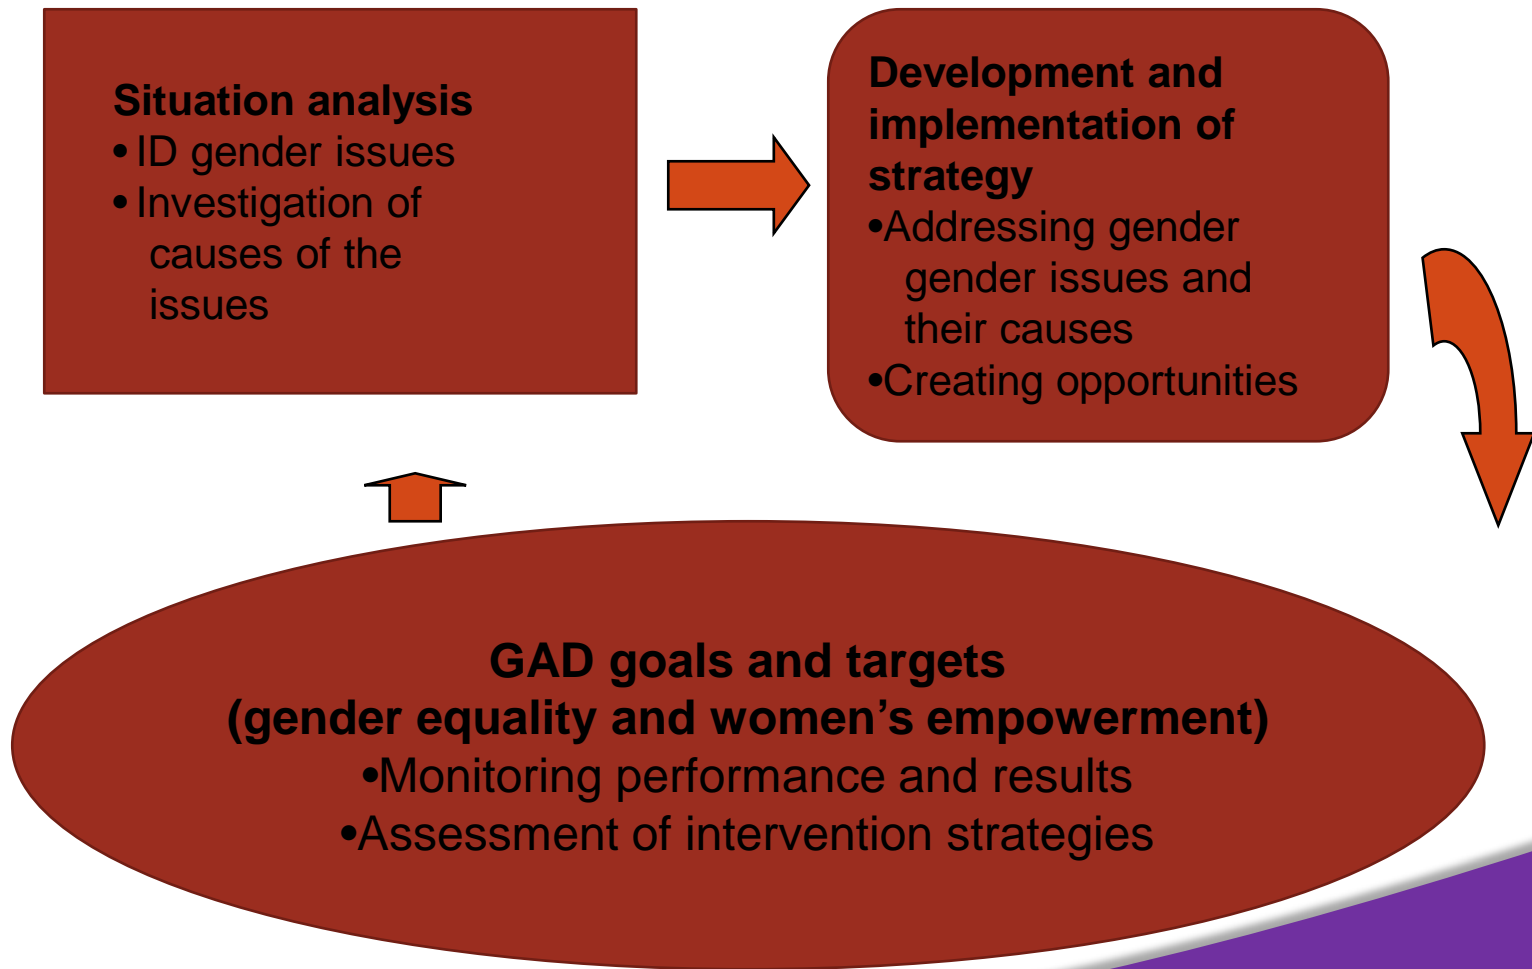 Situation analysis
• ID gender issues
• Investigation of
causes of the
issues
Development and
implementation of
strategy
•Addressing gender
gender issues and
their causes
•Creating opportunities
GAD goals and targets
(gender equality and women’s empowerment)
•Monitoring performance and results
•Assessment of intervention strategies